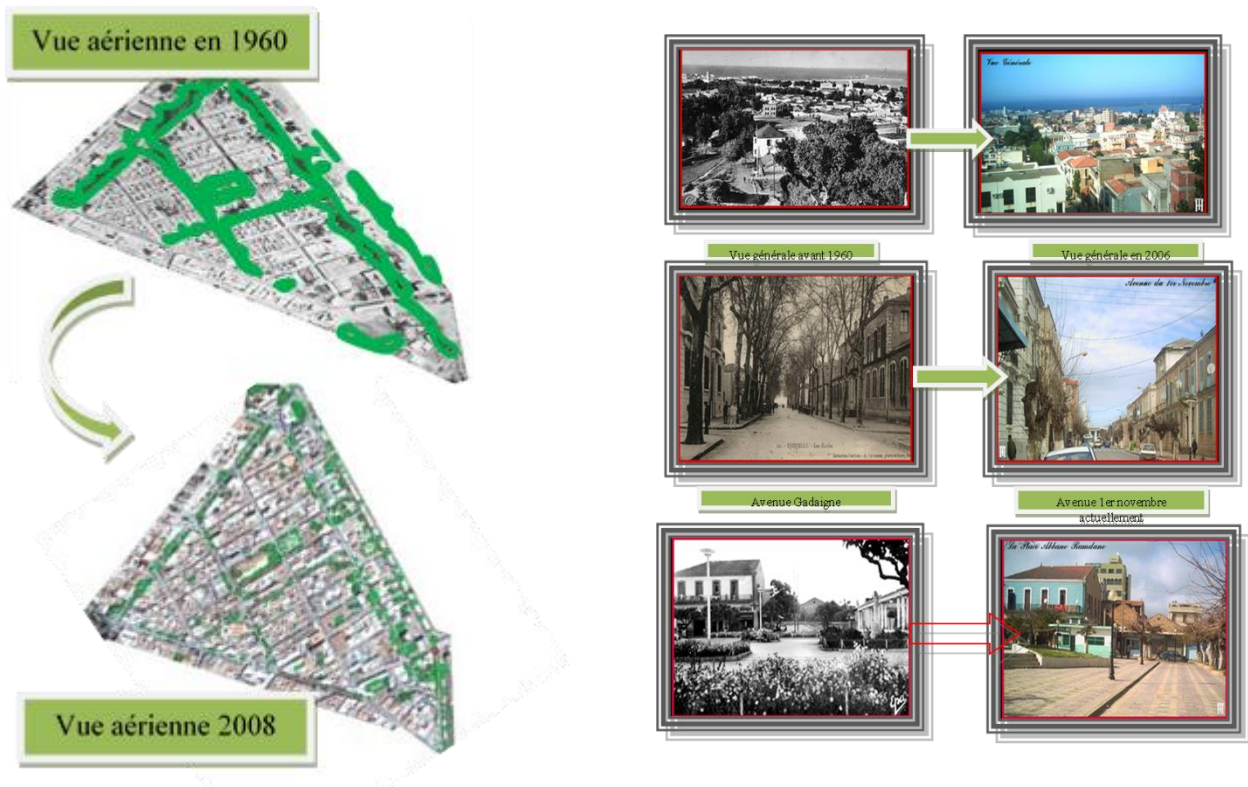 Vue aérienne en 1960
Vue aérienne 2008
Vue Générale
Vue générale avant 1960
Vue générale en 2006
Avenue du 1er Novembre
Avenue Gadaigne
Avenue 1er novembre
actuellement
La Place Abbane Ramdane